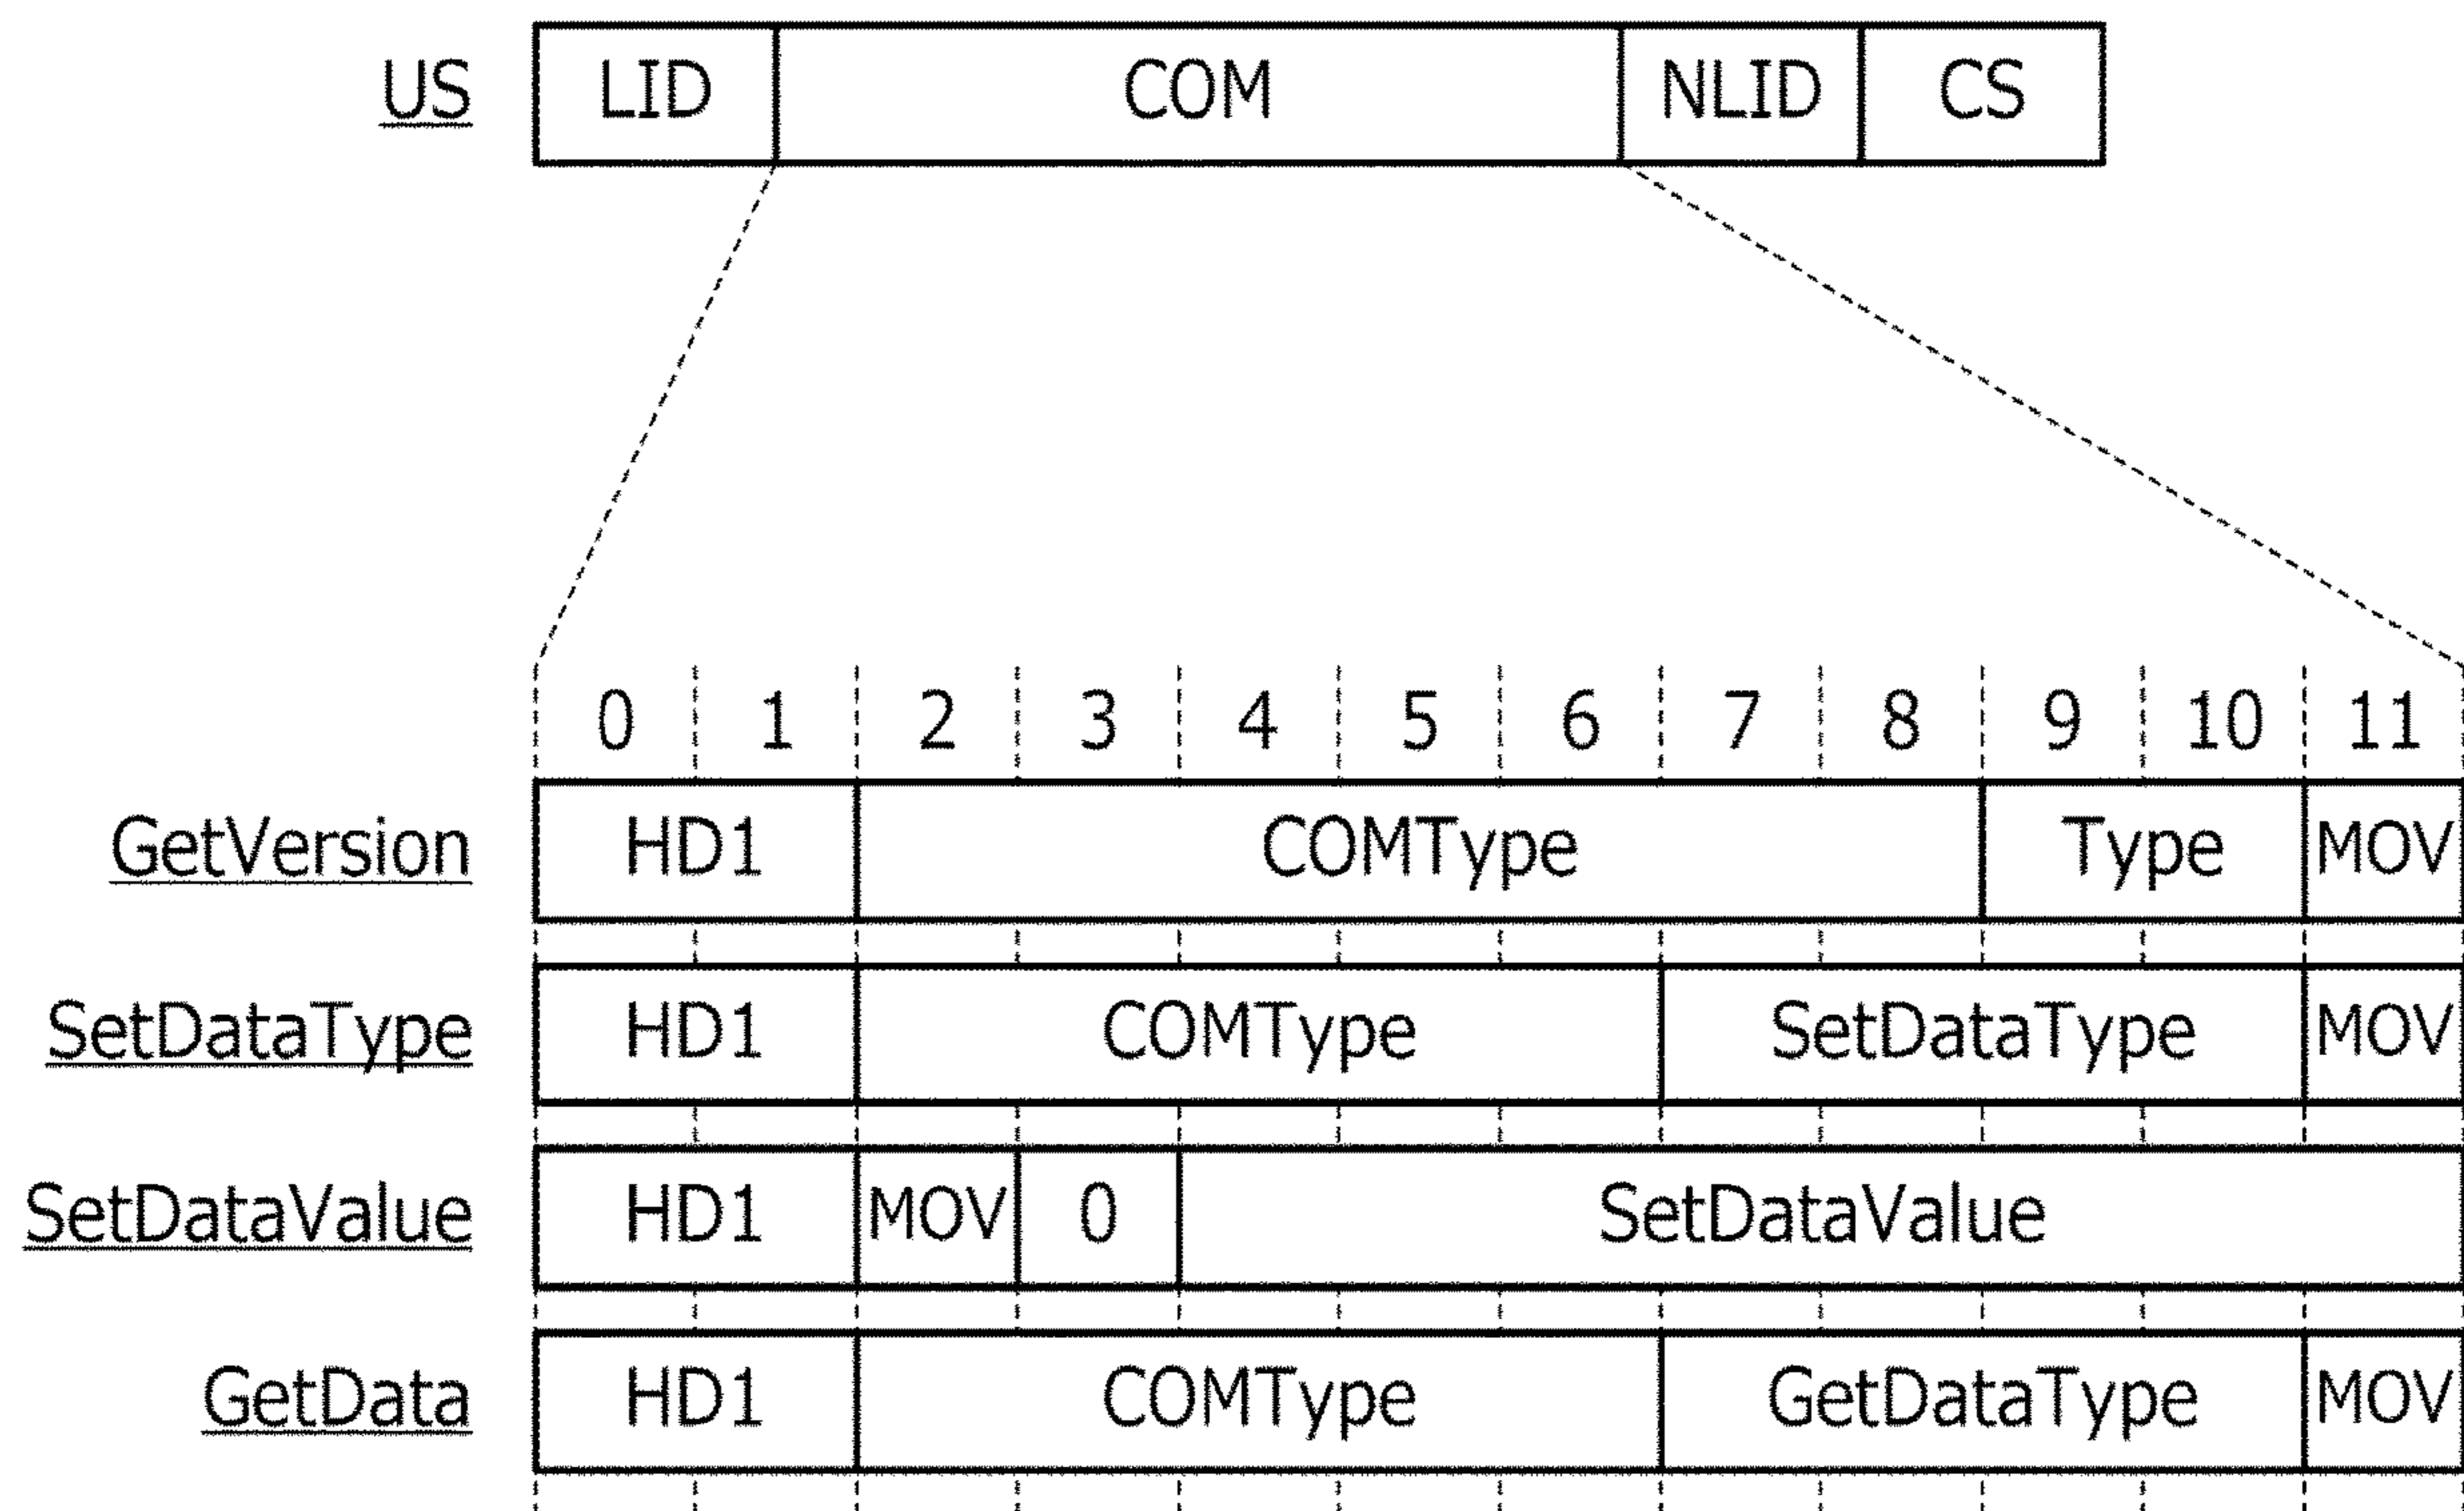 US LID COM NLID CS
0 1 2 3 4 5 6 7 8 9 10 11
GetVersion HD1 COMType Type MOV
SetDataType HD1 COMType SetDataType MOV
SetDataValue HD1 MOV 0 SetDataValue
GetData HD1 COMType GetDataType MOV